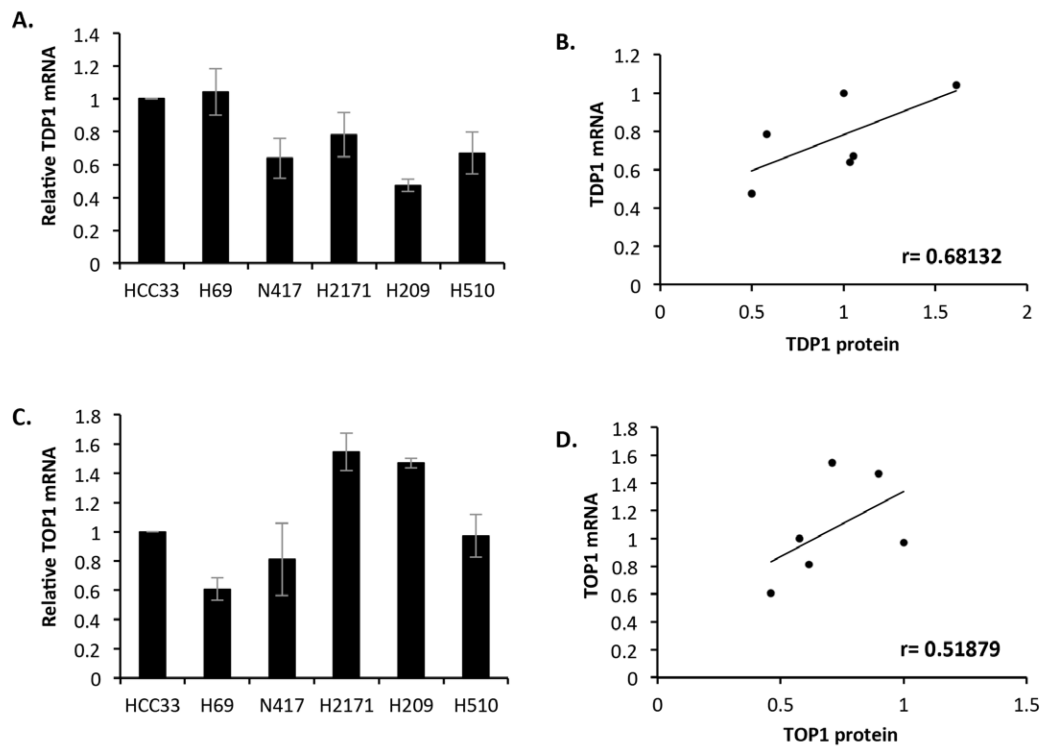 A.
Relative TDP1 mRNA
1.4
1.2
1
0.8
0.6
0.4
0.2
0
HCC33 H69 N417 H2171 H209 H510
B.
TDP1 mRNA
1.2
1
0.8
0.6
0.4
0.2
0
r= 0.68132
0 0.5 1 1.5 2
TDP1 protein
C.
Relative TOP1 mRNA
1.8
1.6
1.4
1.2
1
0.8
0.6
0.4
0.2
0
HCC33 H69 N417 H2171 H209 H510
D.
TOP1 mRNA
1.8
1.6
1.4
1.2
1
0.8
0.6
0.4
0.2
0
r= 0.51879
0 0.5 1 1.5
TOP1 protein